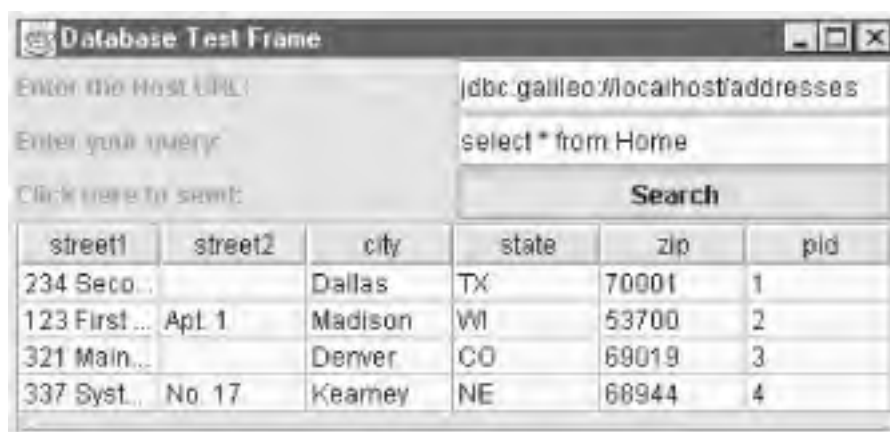 Database Test Frame
Enter the Host URL: jdbc:galileo://localhost/addresses
Enter your query: select * from Home
Click here to send: Search
street1 street2 city state zip pid
234 Seco... Dallas TX 70001 1
123 First ... Apt. 1 Madison WI 53700 2
321 Main... Denver CO 69019 3
337 Syst... No. 17 Kearney NE 68944 4